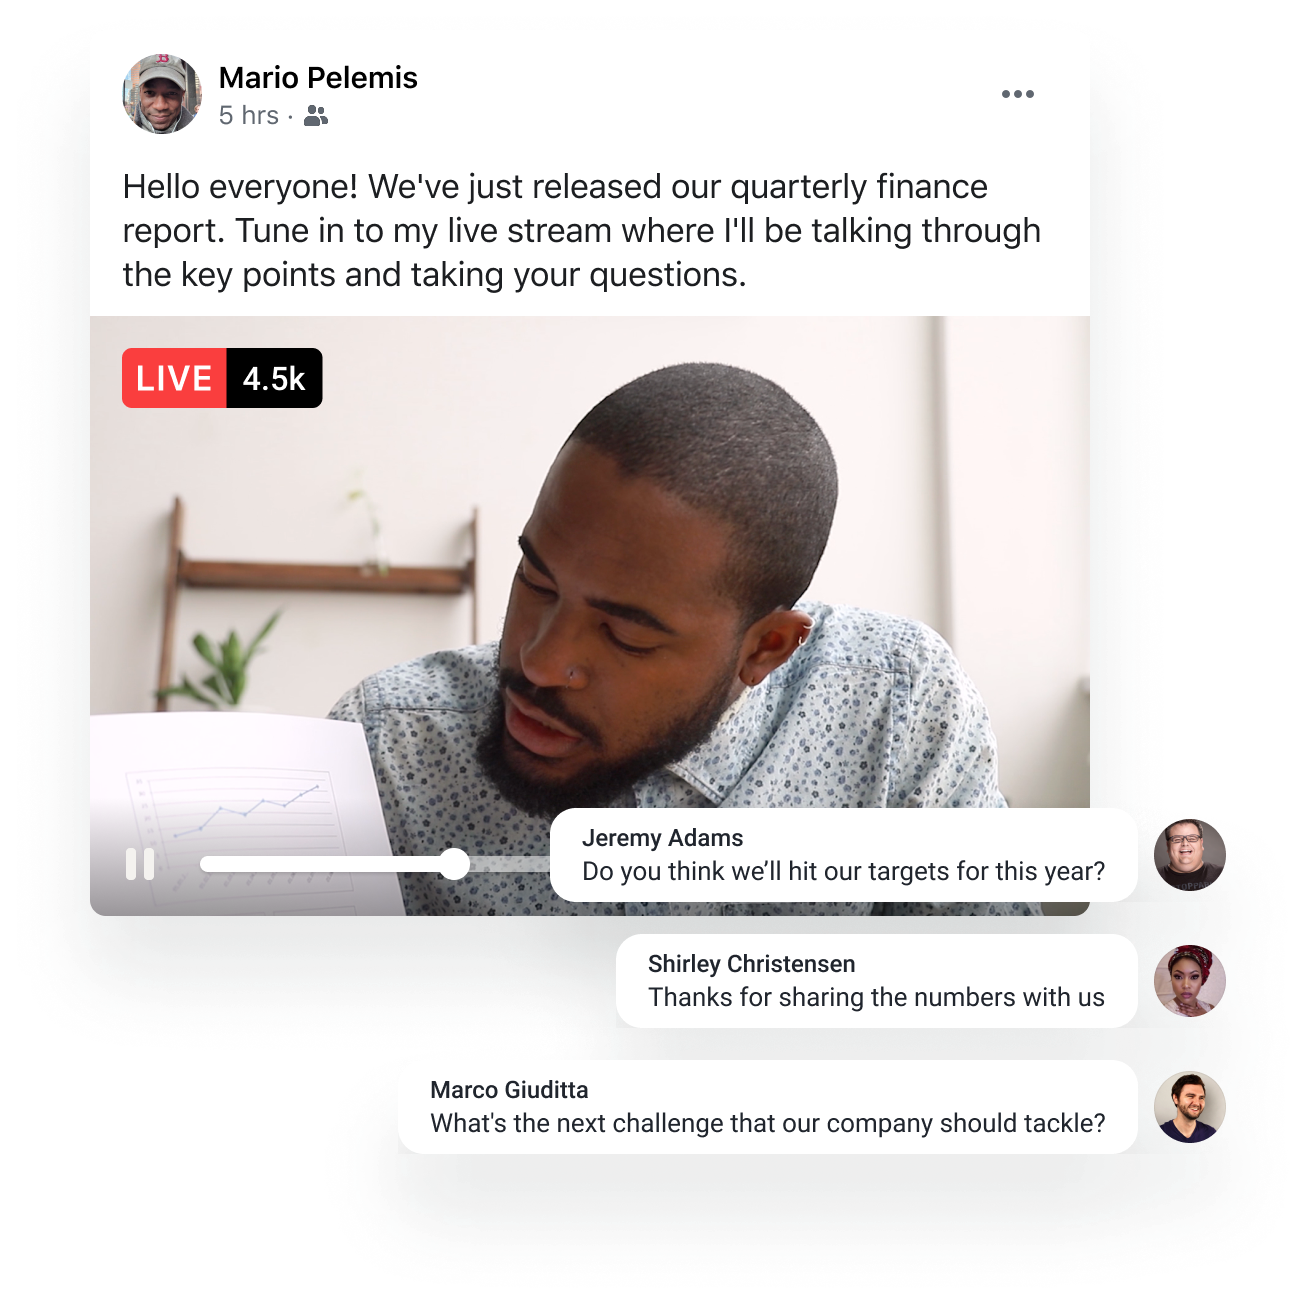 Mario Pelemis
5 hrs ·
Hello everyone! We've just released our quarterly finance
report. Tune in to my live stream where I'll be talking through
the key points and taking your questions.
LIVE 4.5k
Jeremy Adams
Do you think we’ll hit our targets for this year?
Shirley Christensen
Thanks for sharing the numbers with us
Marco Giuditta
What's the next challenge that our company should tackle?